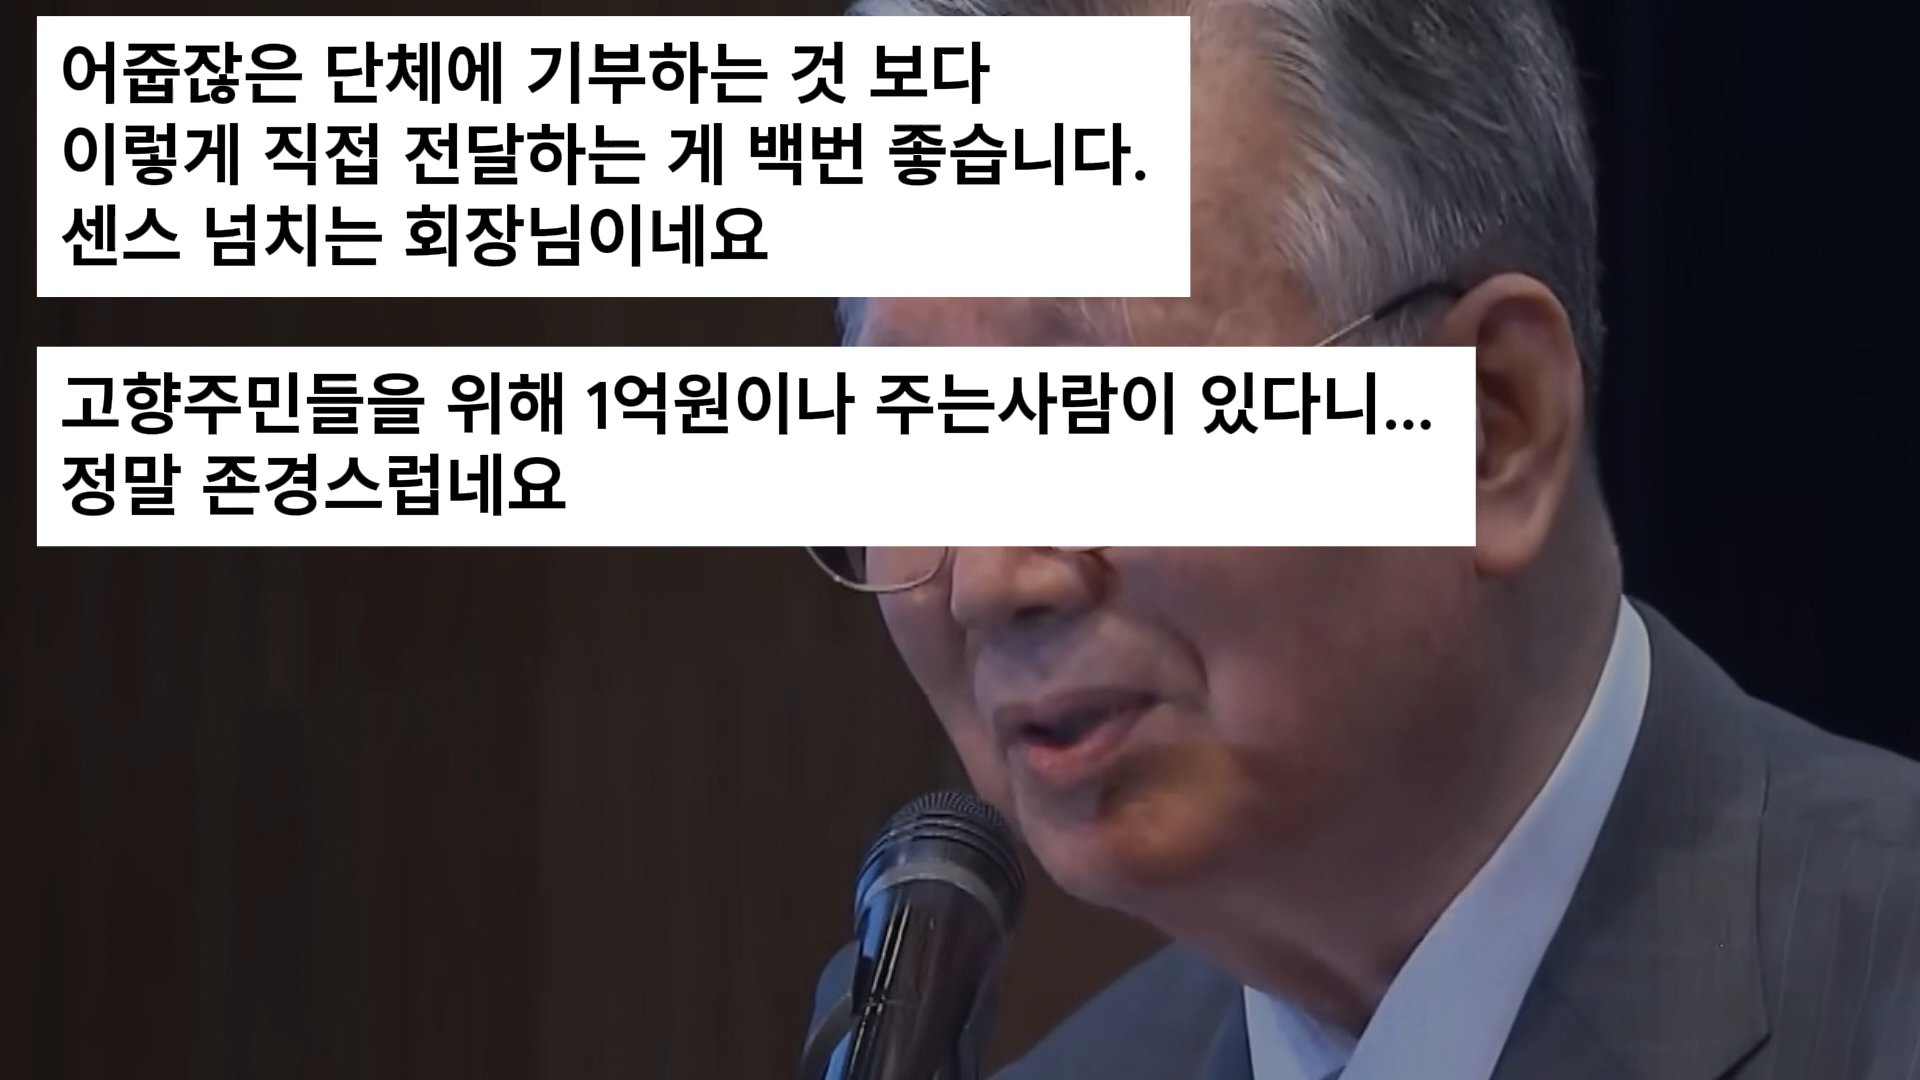 어줍잖은 단체에 기부하는 것 보다
이렇게 직접 전달하는 게 백번 좋습니다.
센스 넘치는 회장님이네요
고향주민들을 위해 1억원이나 주는사람이 있다니...
정말 존경스럽네요